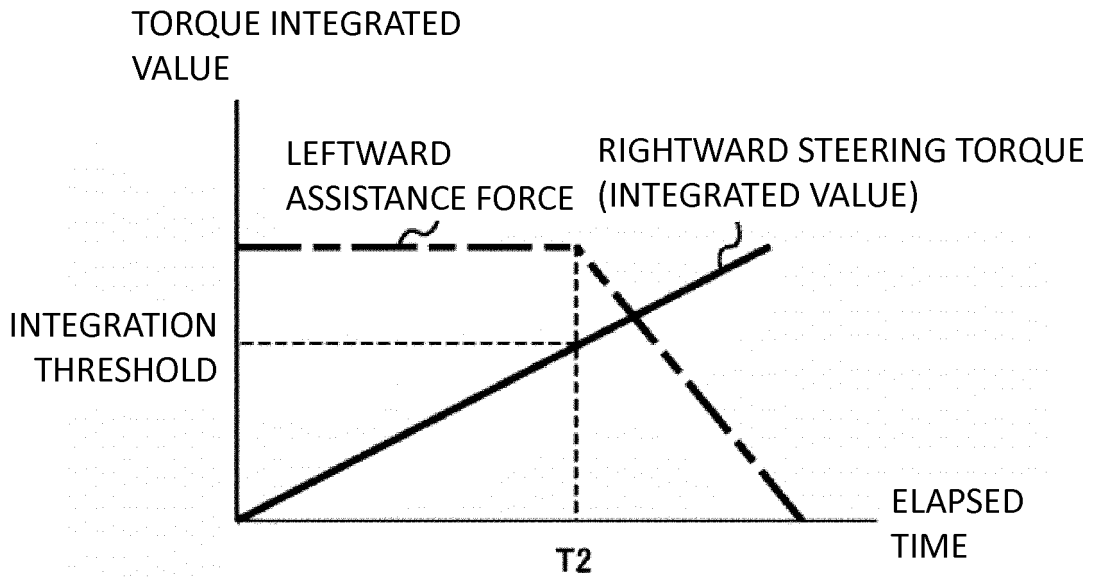 TORQUE INTEGRATED
VALUE
LEFTWARD
ASSISTANCE FORCE
RIGHTWARD STEERING TORQUE
(INTEGRATED VALUE)
INTEGRATION
THRESHOLD
ELAPSED
TIME
T2